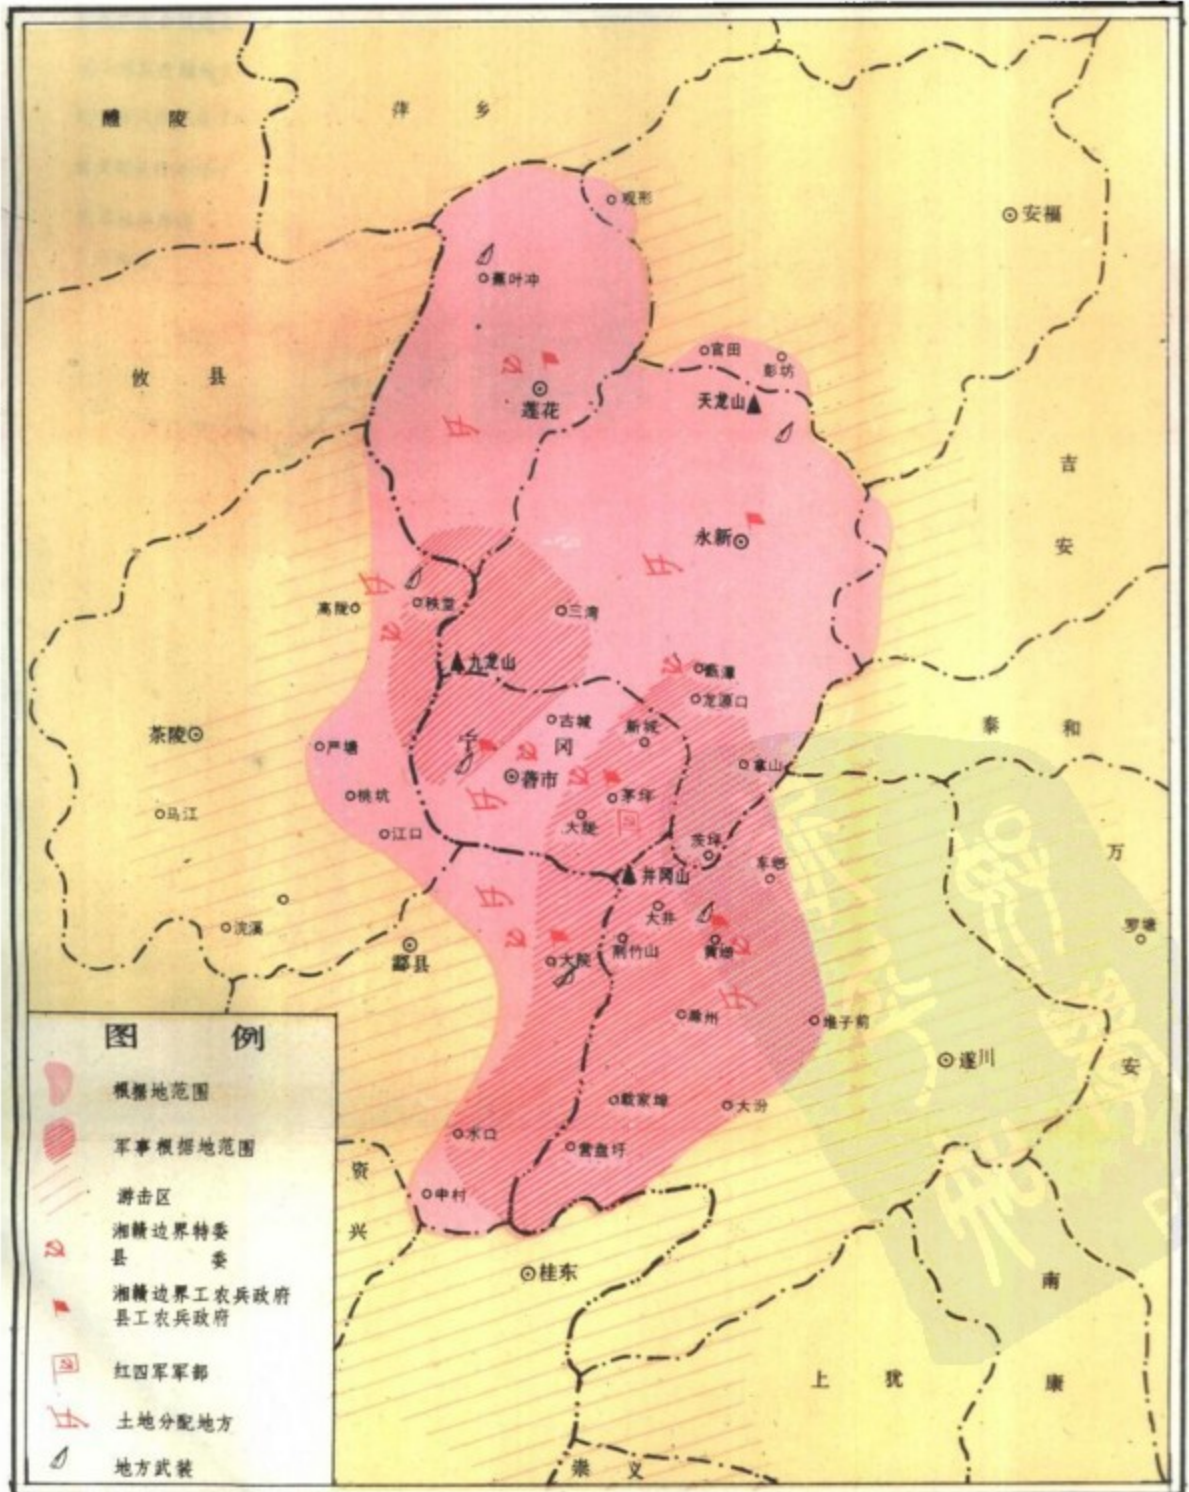 醴 陵
萍 乡
观形
安福
蕉叶冲
官田
彭坊
攸 县
莲花
天龙山
吉
安
永新
高陇
秩堂
三湾
九龙山
龙源口
古城
新城
宁 冈
泰 和
茶陵
严塘
砻市
拿山
桃坑
茅坪
马江
大陇
江口
茨坪
万
安
井冈山
车坳
大井
浣溪
罗塘
酃县
大院
荆竹山
黄坳
滁州
堆子前
遂川
戴家埠
大汾
水口
营盘圩
资
兴
中村
桂东
南
康
上 犹
崇 义
图 例
根据地范围
军事根据地范围
游击区
湘赣边界特委
县 委
湘赣边界工农兵政府
县工农兵政府
红四军军部
土地分配地方
地方武装